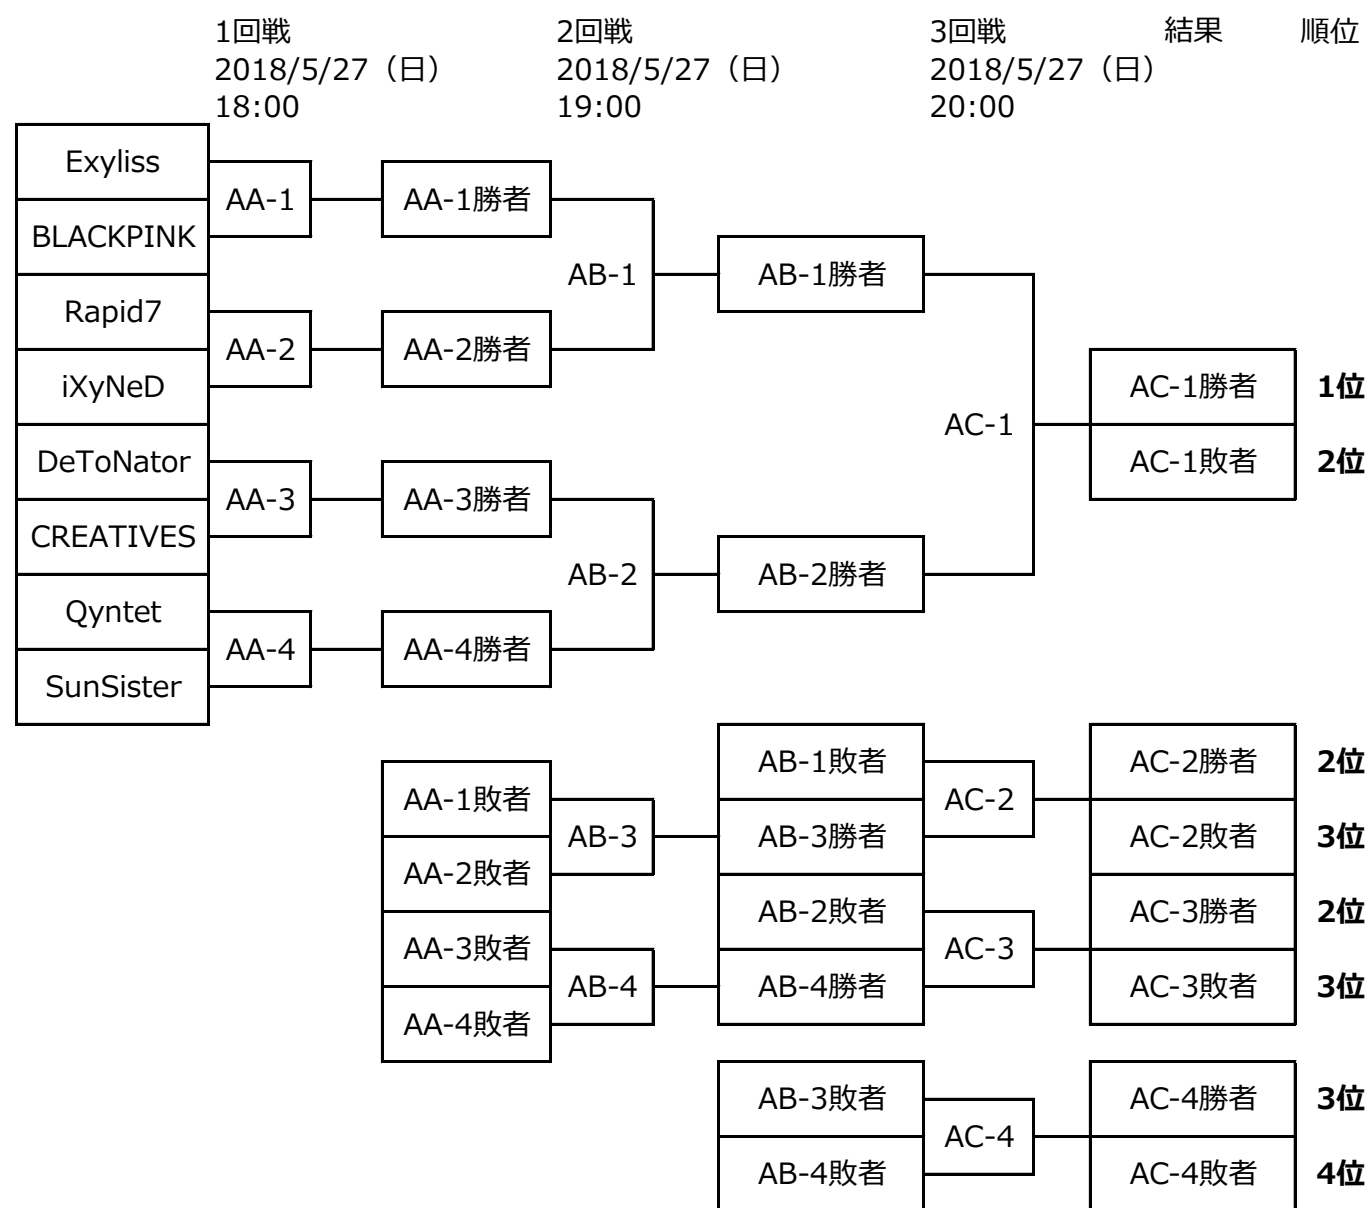 1回戦
2018/5/27（日）
18:00
2回戦
2018/5/27（日）
19:00
3回戦
2018/5/27（日）
20:00
結果
順位
Exyliss
BLACKPINK
Rapid7
iXyNeD
DeToNator
CREATIVES
Qyntet
SunSister
AA-1
AA-2
AA-3
AA-4
AA-1勝者
AA-2勝者
AA-3勝者
AA-4勝者
AB-1
AB-2
AB-1勝者
AB-2勝者
AC-1
AC-1勝者
1位
AC-1敗者
2位
AA-1敗者
AA-2敗者
AA-3敗者
AA-4敗者
AB-3
AB-4
AB-1敗者
AB-3勝者
AB-2敗者
AB-4勝者
AC-2
AC-3
AC-2勝者
2位
AC-2敗者
3位
AC-3勝者
2位
AC-3敗者
3位
AB-3敗者
AB-4敗者
AC-4
AC-4勝者
3位
AC-4敗者
4位